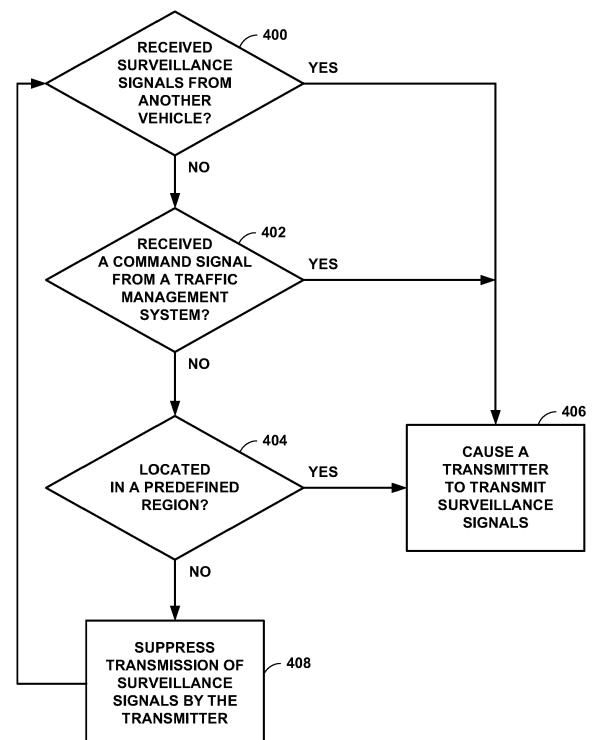 400
RECEIVED
SURVEILLANCE
SIGNALS FROM
ANOTHER
VEHICLE?
YES
NO
402
RECEIVED
A COMMAND SIGNAL
FROM A TRAFFIC
MANAGEMENT
SYSTEM?
YES
NO
404
LOCATED
IN A PREDEFINED
REGION?
YES
406
CAUSE A
TRANSMITTER
TO TRANSMIT
SURVEILLANCE
SIGNALS
NO
408
SUPPRESS
TRANSMISSION OF
SURVEILLANCE
SIGNALS BY THE
TRANSMITTER